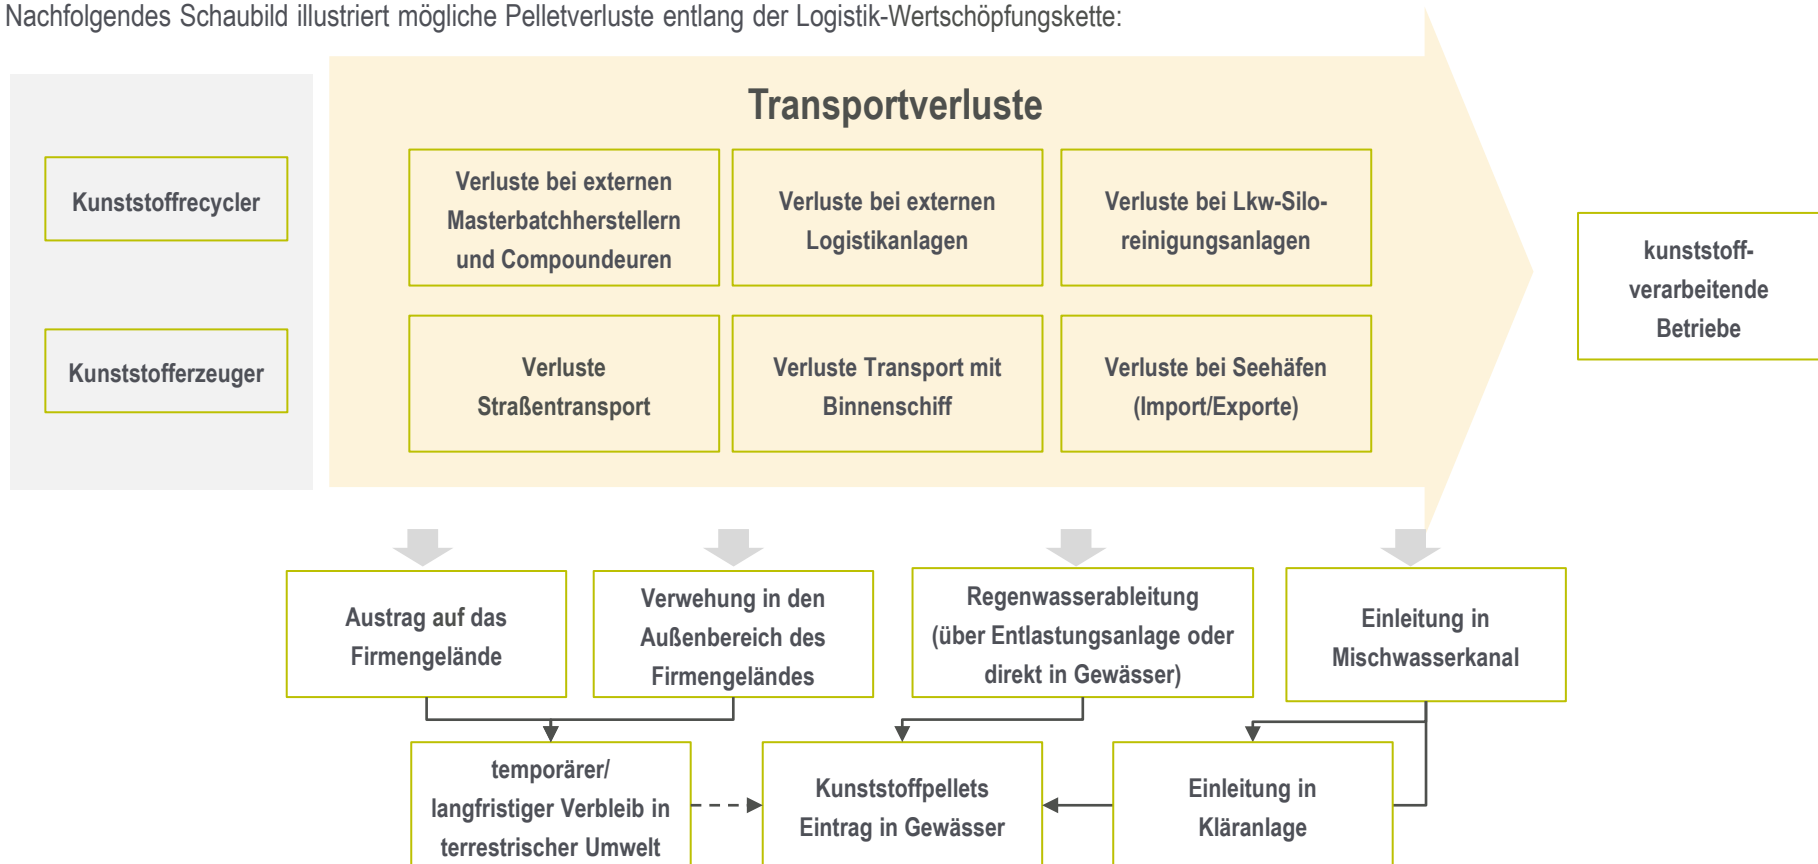 Nachfolgendes Schaubild illustriert mögliche Pelletverluste entlang der Logistik-Wertschöpfungskette:
Transportverluste
Kunststoffrecycler
Kunststofferzeuger
Verluste bei externen
Masterbatchherstellern
und Compoundeuren
Verluste bei externen
Logistikanlagen
Verluste bei Lkw-Silo-
reinigungsanlagen
Verluste
Straßentransport
Verluste Transport mit
Binnenschiff
Verluste bei Seehäfen
(Import/Exporte)
kunststoff-
verarbeitende
Betriebe
Austrag auf das
Firmengelände
Verwehung in den
Außenbereich des
Firmengeländes
Regenwasserableitung
(über Entlastungsanlage oder
direkt in Gewässer)
Einleitung in
Mischwasserkanal
temporärer/
langfristiger Verbleib in
terrestrischer Umwelt
Kunststoffpellets
Eintrag in Gewässer
Einleitung in
Kläranlage